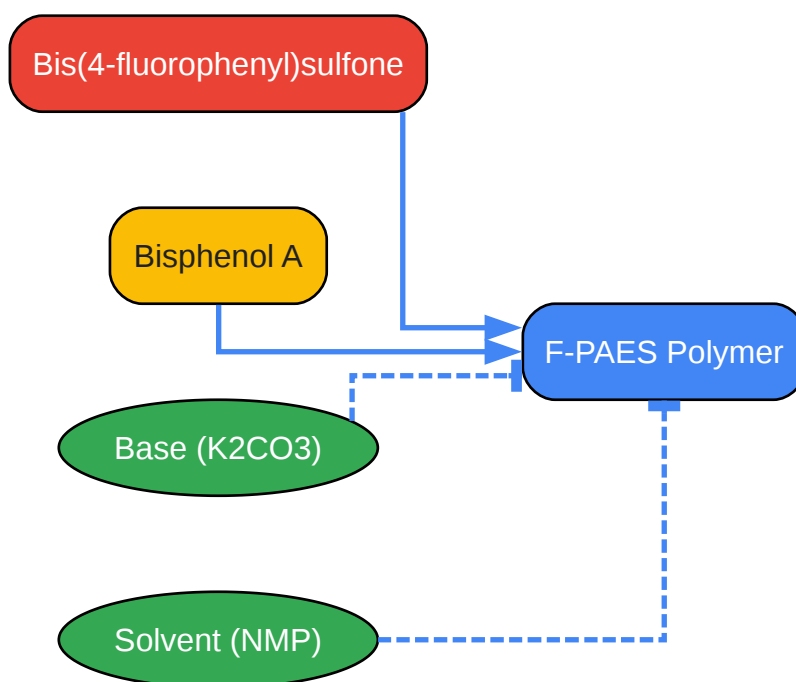 Bis(4-fluorophenyl)sulfone
Bisphenol A
F-PAES Polymer
Base (K2CO3)
Solvent (NMP)